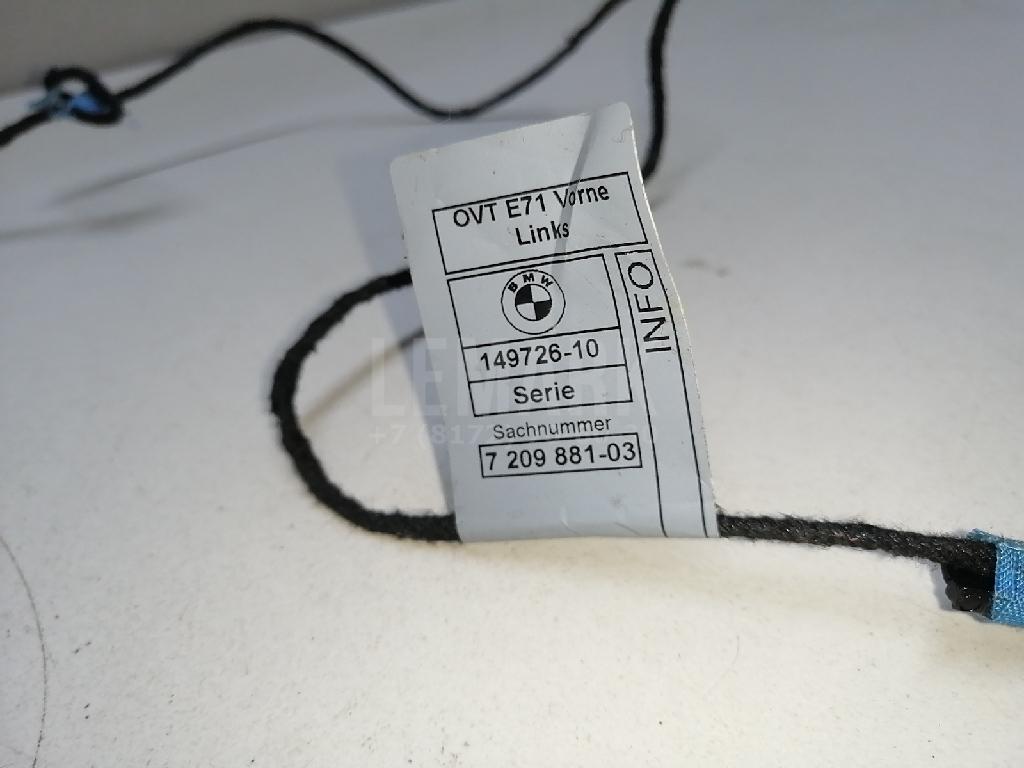 OVT E71 Vorne
Links
BMW
INFO
149726-10
Serie
Sachnummer
7 209 881-03